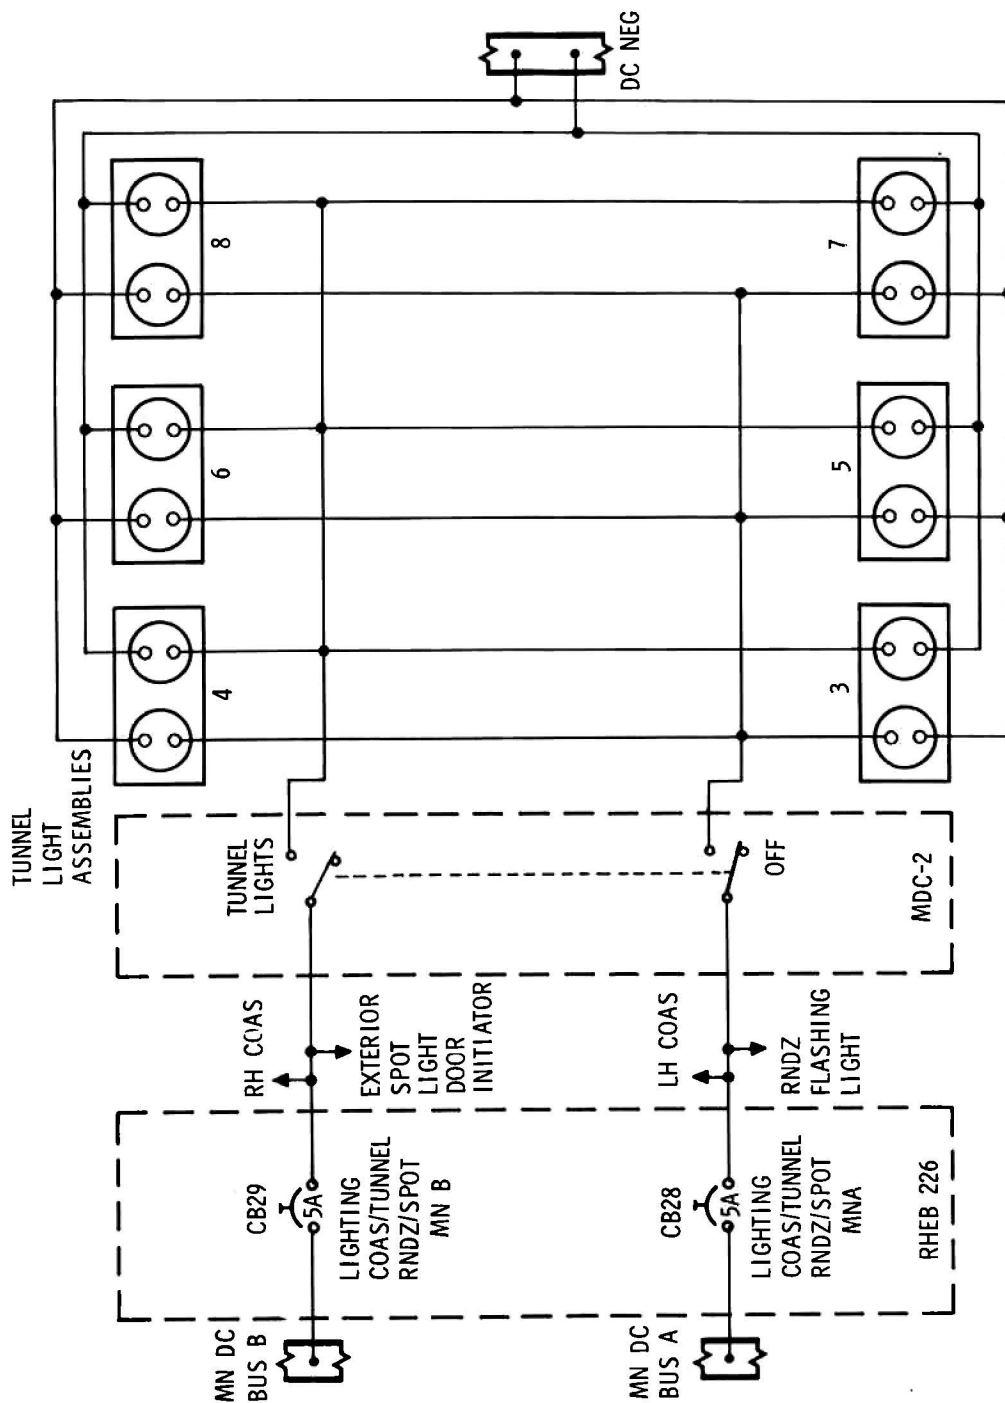 TUNNEL
LIGHT
ASSEMBLIES
MN DC
BUS B
CB29
5A
LIGHTING
COAS/TUNNEL
RNDZ/SPOT
MN B
RH COAS
EXTERIOR
SPOT
LIGHT
DOOR
INITIATOR
TUNNEL
LIGHTS
4
6
8
DC NEG
MN DC
BUS A
CB28
5A
LIGHTING
COAS/TUNNEL
RNDZ/SPOT
MNA
RHEB 226
LH COAS
RNDZ
FLASHING
LIGHT
OFF
MDC-2
3
5
7